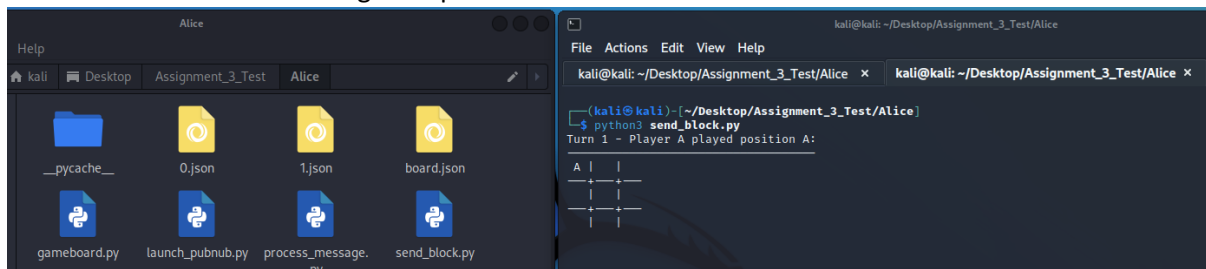 Alice
Help
kali Desktop Assignment_3_Test Alice
__pycache__ 0.json 1.json board.json
gameboard.py launch_pubnub.py process_message. send_block.py
py
kali@kali: ~/Desktop/Assignment_3_Test/Alice
File Actions Edit View Help
kali@kali: ~/Desktop/Assignment_3_Test/Alice × kali@kali: ~/Desktop/Assignment_3_Test/Alice ×
┌──(kali㉿kali)-[~/Desktop/Assignment_3_Test/Alice]
└─$ python3 send_block.py
Turn 1 - Player A played position A:
─────────────────────────────
A | |
---+---+---
| |
---+---+---
| |